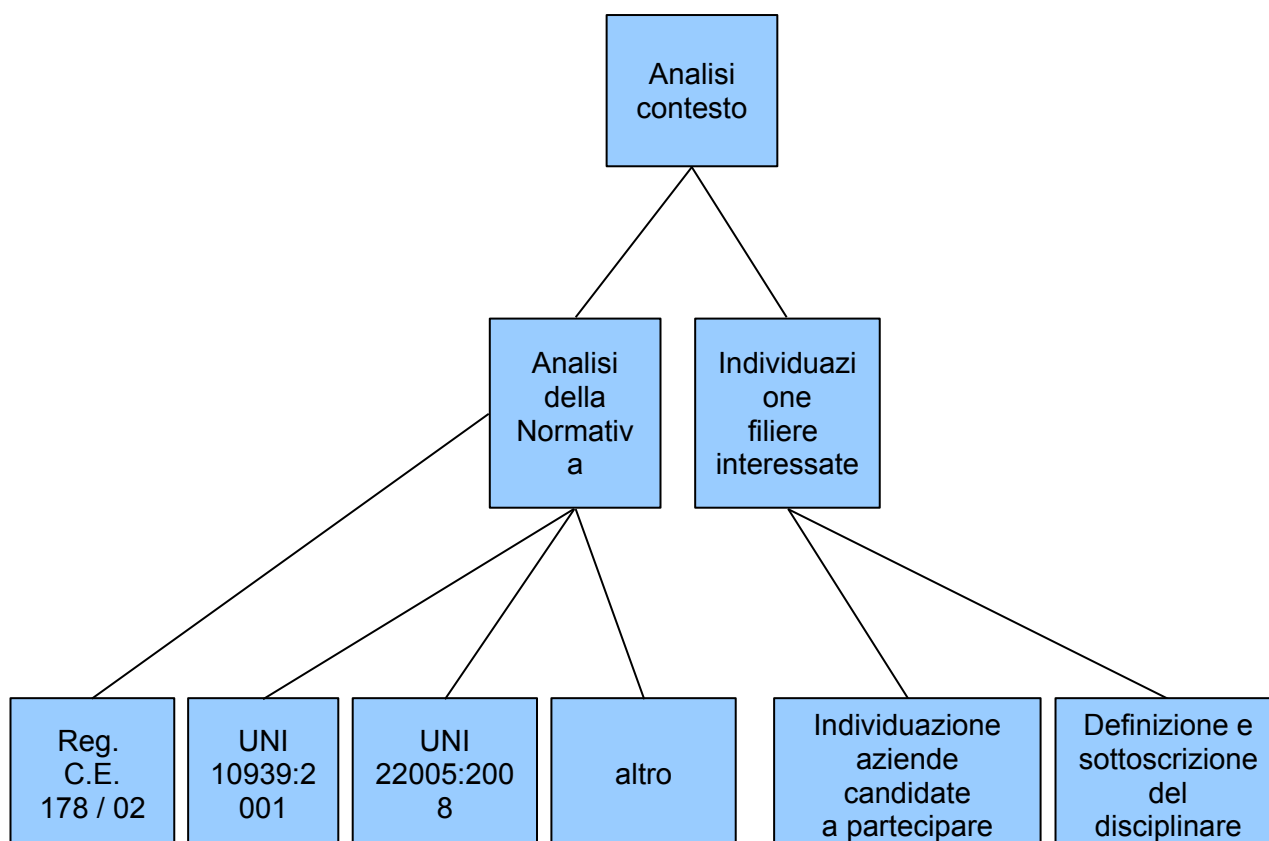 Analisi
contesto
Analisi
della
Normativ
a
Individuazi
one
filiere
interessate
Reg.
C.E.
178 / 02
UNI
10939:2
001
UNI
22005:200
8
altro
Individuazione
aziende
candidate
a partecipare
Definizione e
sottoscrizione
del
disciplinare